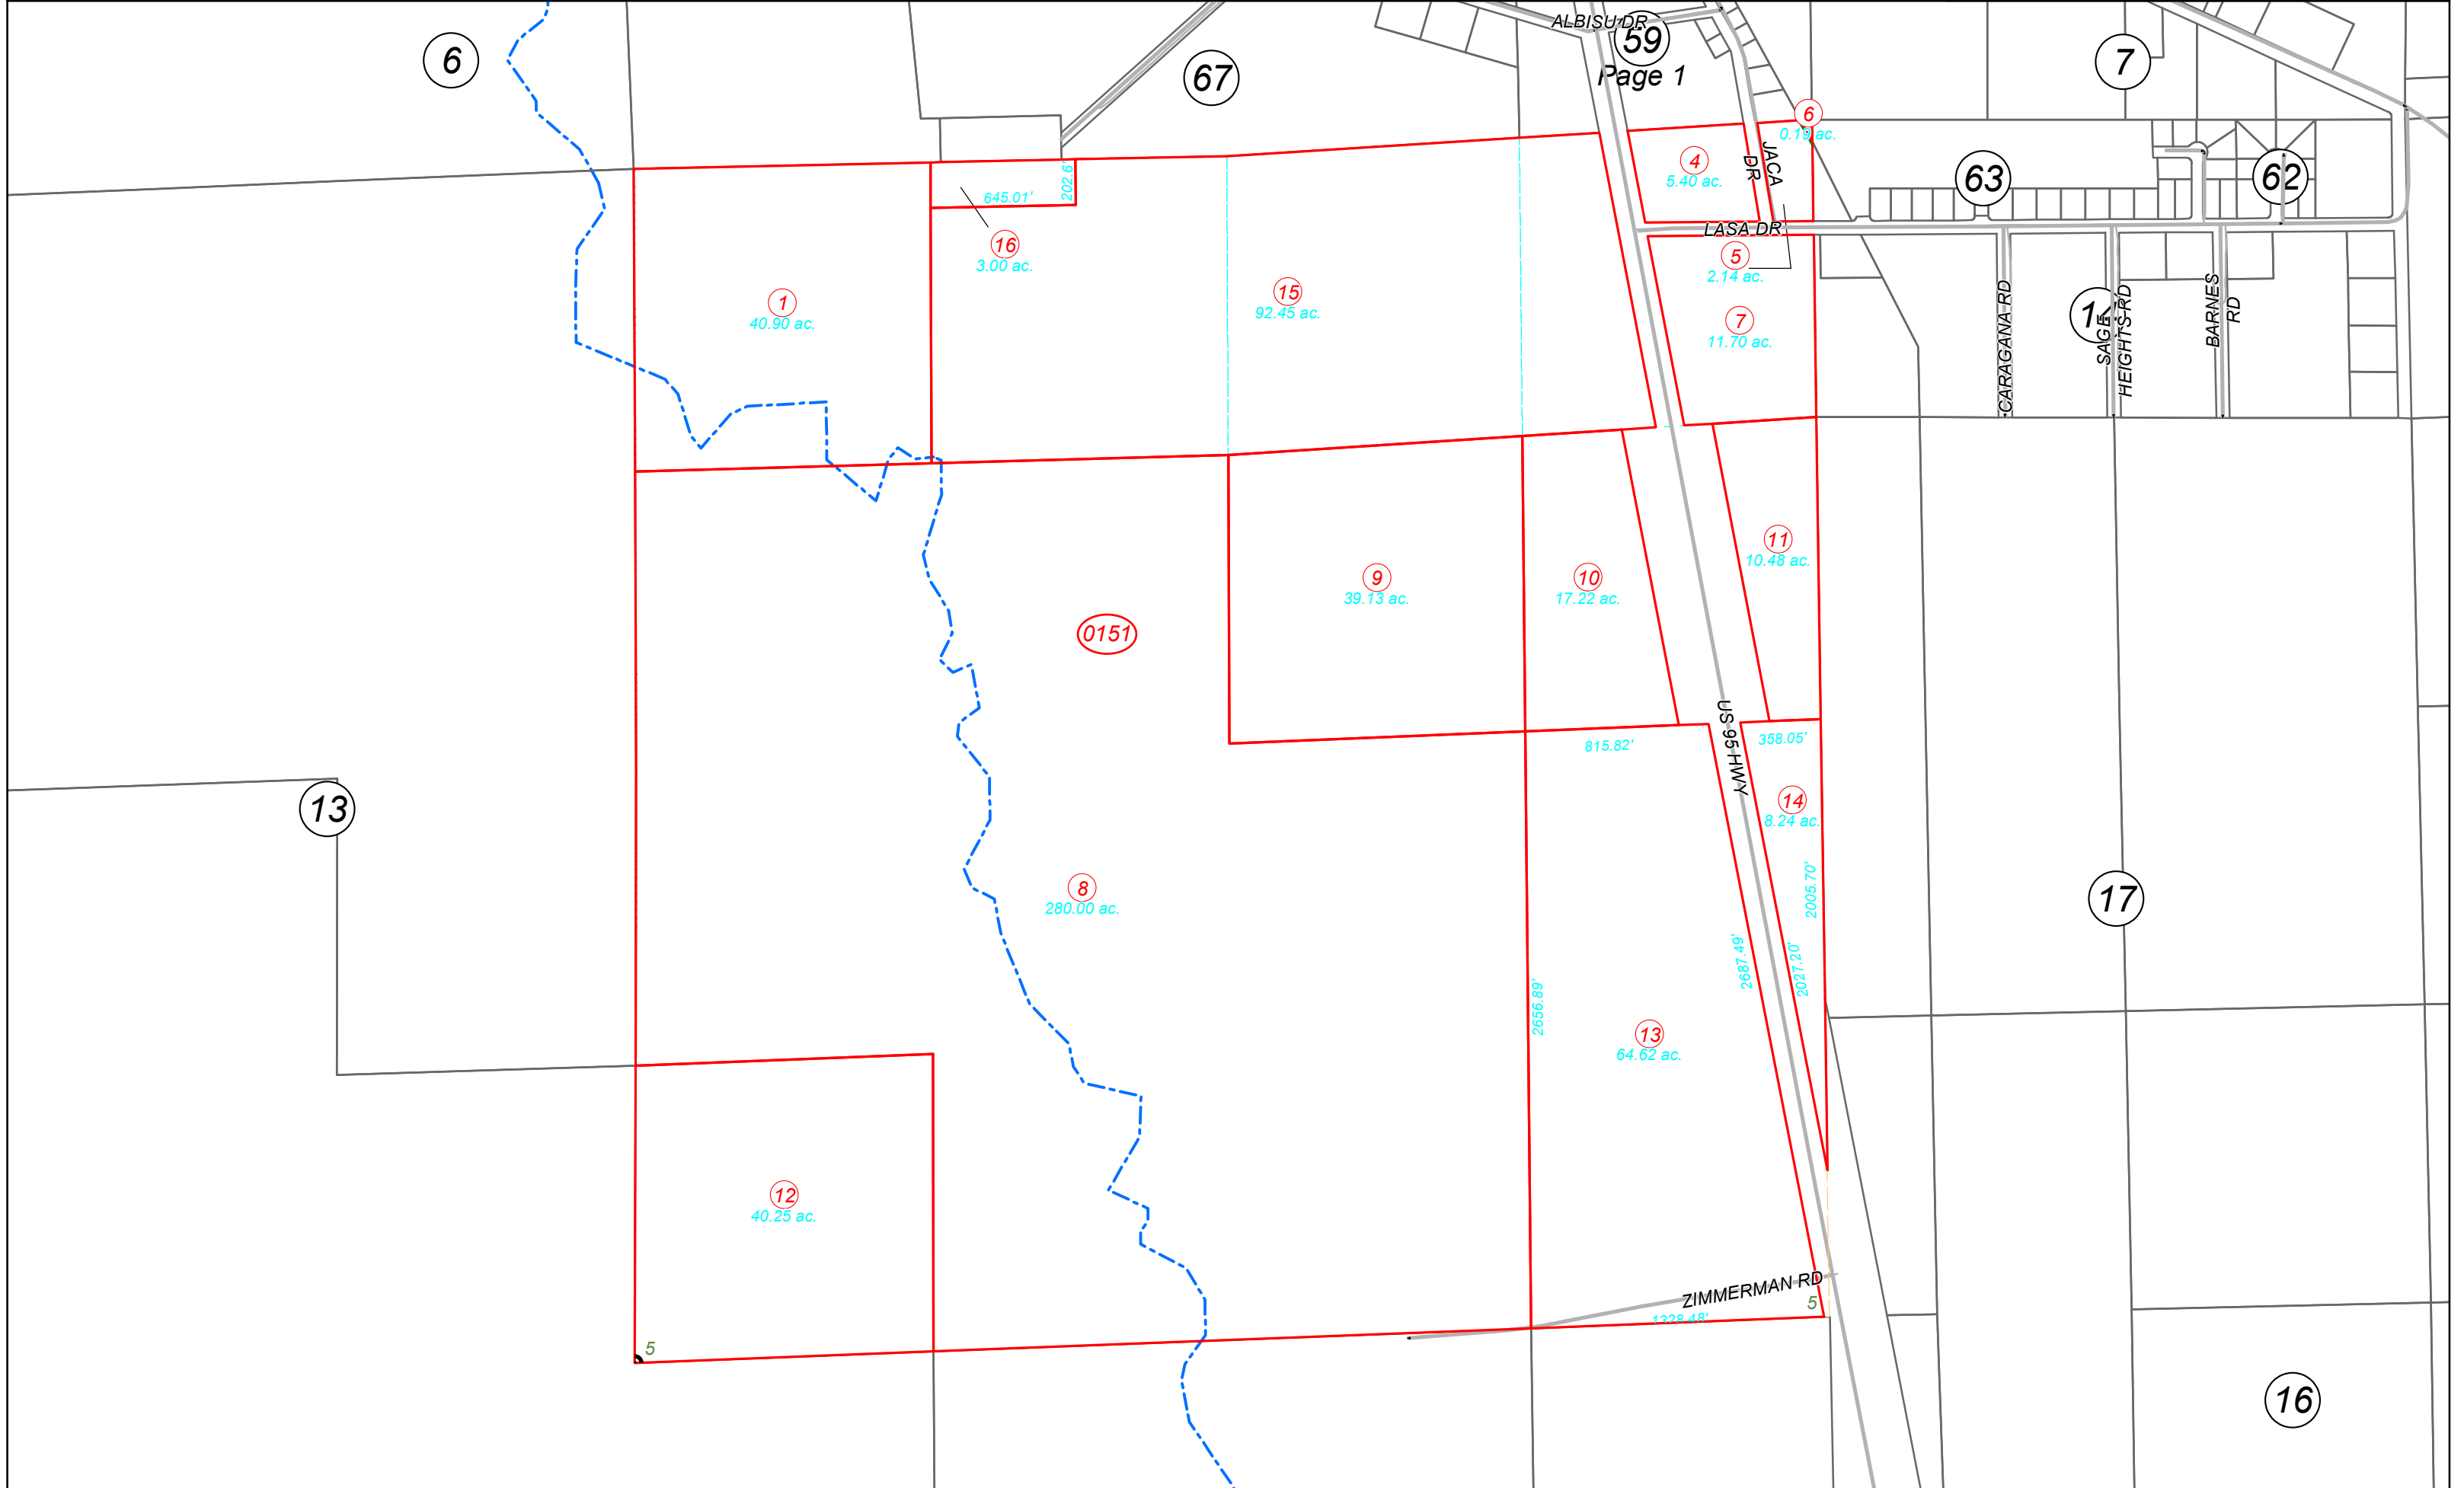 ALBISU DR
59
Page 1
6
67
7
6
0.19 ac.
4
5.40 ac.
JACA
DR
63
62
645.01'
202.6'
16
3.00 ac.
LASA DR
5
2.14 ac.
1
40.90 ac.
15
92.45 ac.
7
11.70 ac.
14
CARAGANA RD
SAGE
HEIGHTS RD
BARNES
RD
11
10.48 ac.
9
39.13 ac.
10
17.22 ac.
0151
US 95 HWY
815.82'
358.05'
13
14
8.24 ac.
8
280.00 ac.
2005.70'
17
2687.49'
2027.20'
2656.89'
13
64.62 ac.
12
40.25 ac.
ZIMMERMAN RD
5
1328.48'
5
16